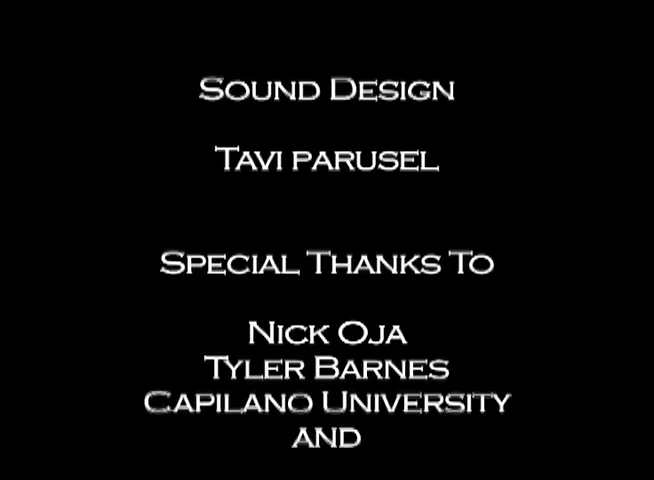 Sound Design
Tavi parusel
Special Thanks To
Nick Oja
Tyler Barnes
Capilano University
and